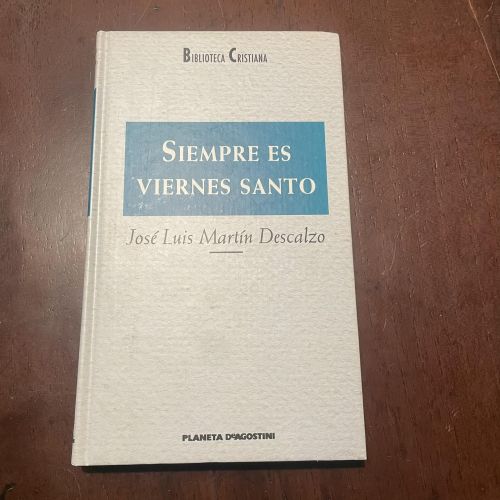 Biblioteca Cristiana
Siempre es
viernes santo
José Luis Martín Descalzo
PLANETA DeAGOSTINI